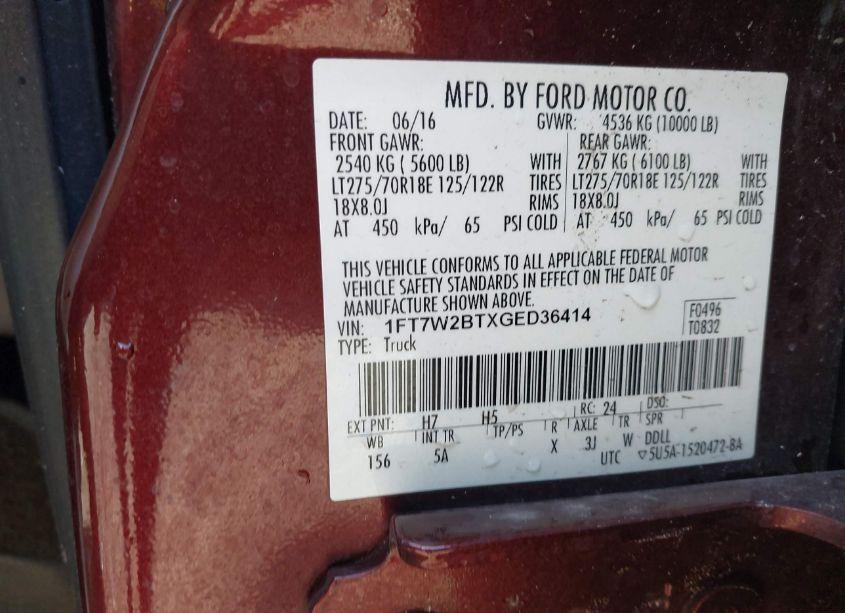 MFD. BY FORD MOTOR CO.
DATE: 06/16 GVWR: 4536 KG (10000 LB)
FRONT GAWR: REAR GAWR:
2540 KG ( 5600 LB) WITH 2767 KG ( 6100 LB) WITH
LT275/70R18E 125/122R TIRES LT275/70R18E 125/122R TIRES
18X8.0J RIMS 18X8.0J RIMS
AT 450 kPa/ 65 PSI COLD AT 450 kPa/ 65 PSI COLD
THIS VEHICLE CONFORMS TO ALL APPLICABLE FEDERAL MOTOR
VEHICLE SAFETY STANDARDS IN EFFECT ON THE DATE OF
MANUFACTURE SHOWN ABOVE.
VIN: 1FT7W2BTXGED36414 F0496
TYPE: Truck T0832
EXT PNT: H7 H5 RC: 24 DSO:
WB INT TR TP/PS R AXLE TR SPR
156 5A X 3J W DDLL
UTC ▽5U5A-1520472-BA